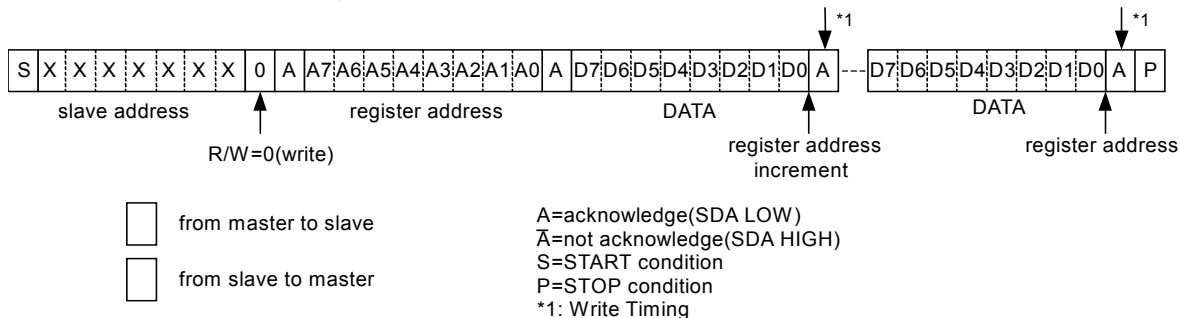 *1 *1
S X X X X X X X 0 A A7 A6 A5 A4 A3 A2 A1 A0 A D7 D6 D5 D4 D3 D2 D1 D0 A D7 D6 D5 D4 D3 D2 D1 D0 A P
slave address register address DATA DATA
R/W=0(write) register address increment register address
from master to slave
from slave to master
A=acknowledge(SDA LOW)
A̅=not acknowledge(SDA HIGH)
S=START condition
P=STOP condition
*1: Write Timing